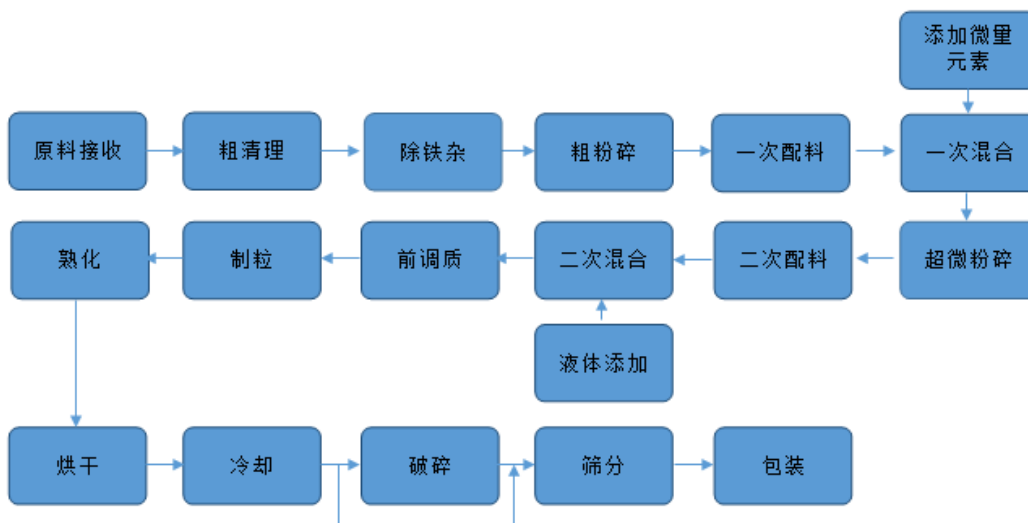 添加微量
元素
原料接收
粗清理
除铁杂
粗粉碎
一次配料
一次混合
熟化
制粒
前调质
二次混合
二次配料
超微粉碎
液体添加
烘干
冷却
破碎
筛分
包装